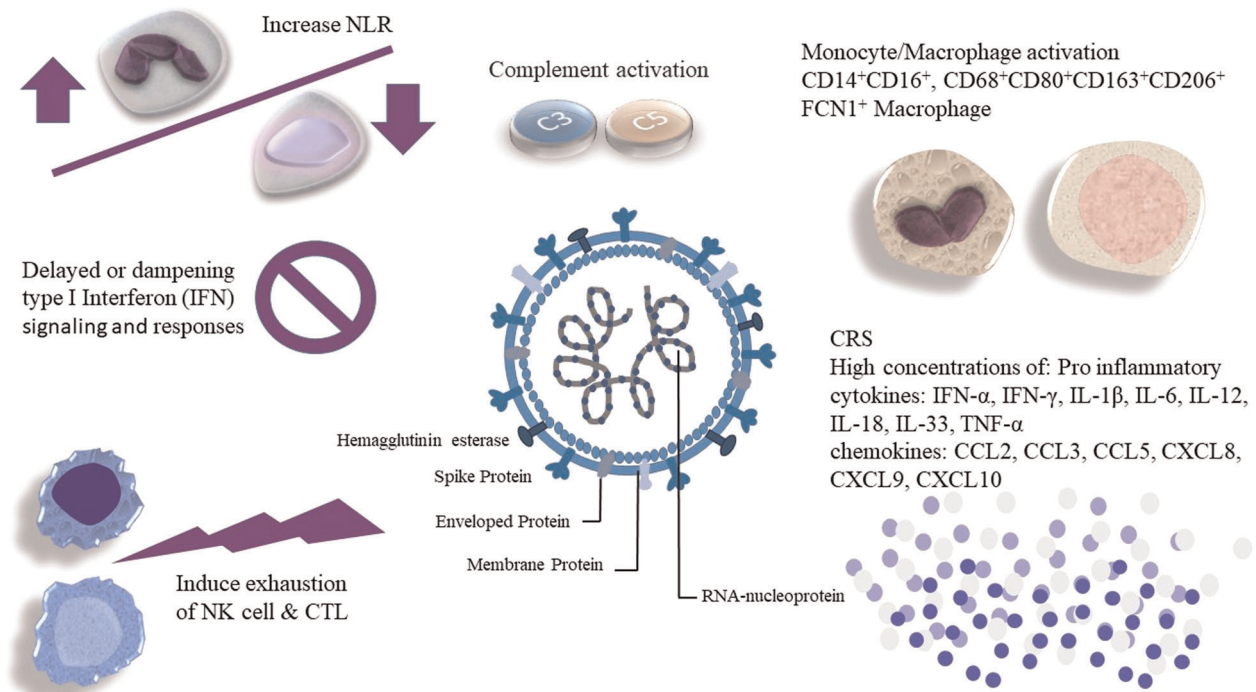 Increase NLR
Complement activation
C3
C5
Monocyte/Macrophage activation
CD14⁺CD16⁺, CD68⁺CD80⁺CD163⁺CD206⁺
FCN1⁺ Macrophage
Delayed or dampening
type I Interferon (IFN)
signaling and responses
CRS
High concentrations of: Pro inflammatory
cytokines: IFN-α, IFN-γ, IL-1β, IL-6, IL-12,
IL-18, IL-33, TNF-α
chemokines: CCL2, CCL3, CCL5, CXCL8,
CXCL9, CXCL10
Hemagglutinin esterase
Spike Protein
Enveloped Protein
Membrane Protein
RNA-nucleoprotein
Induce exhaustion
of NK cell & CTL